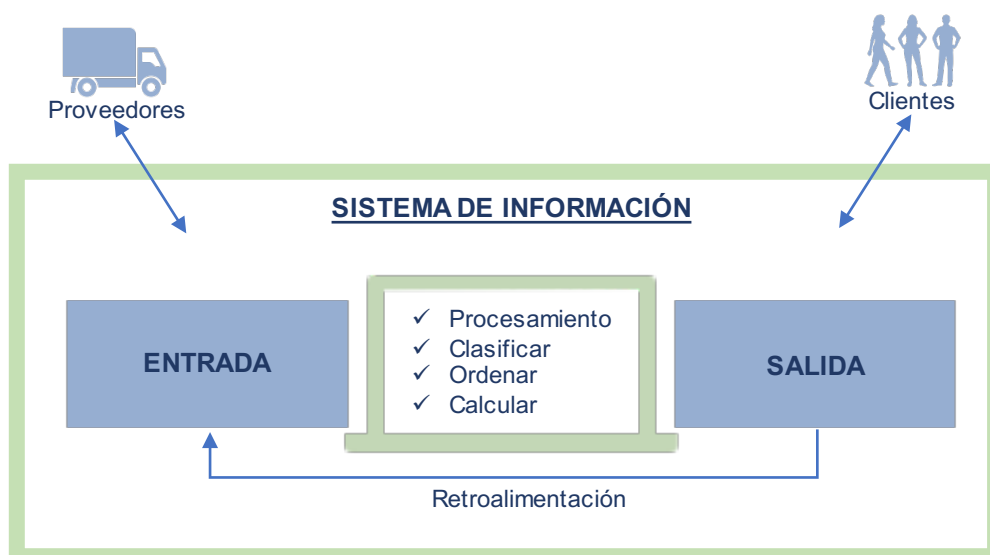 Proveedores
Clientes
SISTEMA DE INFORMACIÓN
ENTRADA
✓ Procesamiento
✓ Clasificar
✓ Ordenar
✓ Calcular
SALIDA
Retroalimentación